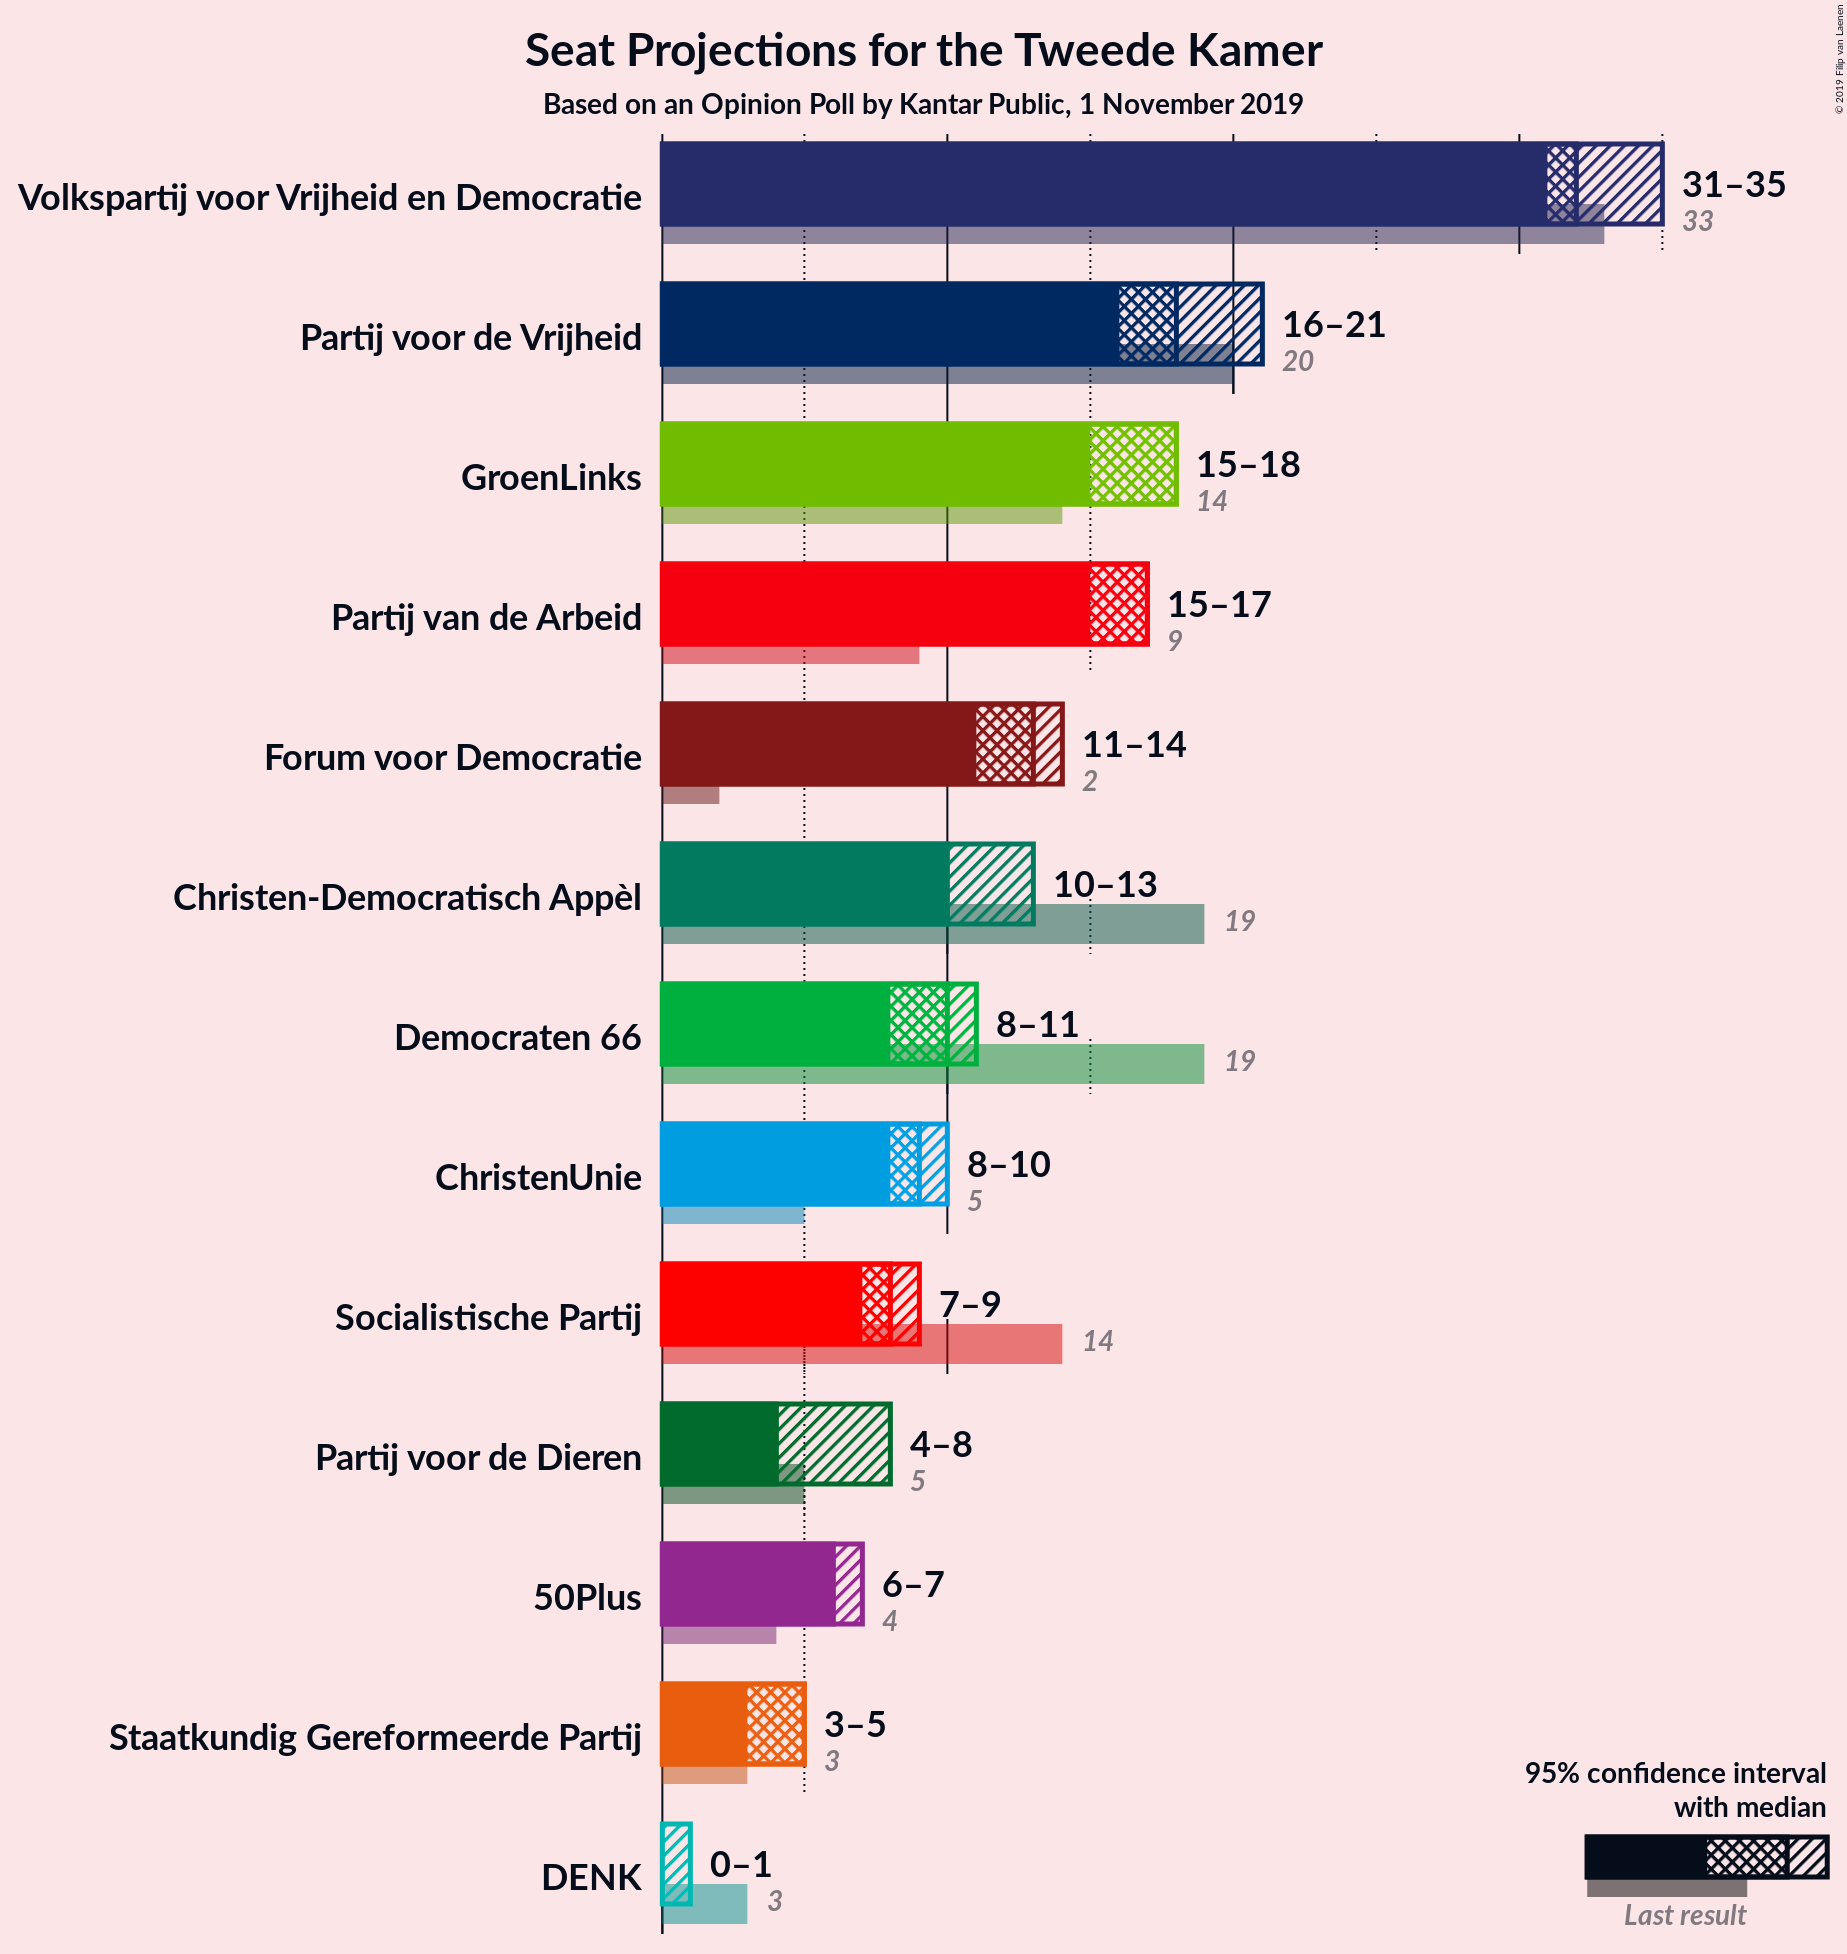 Seat Projections for the Tweede Kamer
Based on an Opinion Poll by Kantar Public, 1 November 2019
© 2019 Filip van Laenen
Volkspartij voor Vrijheid en Democratie
31–35
33
Partij voor de Vrijheid
16–21
20
GroenLinks
15–18
14
Partij van de Arbeid
15–17
9
Forum voor Democratie
11–14
2
Christen-Democratisch Appèl
10–13
19
Democraten 66
8–11
19
ChristenUnie
8–10
5
Socialistische Partij
7–9
14
Partij voor de Dieren
4–8
5
50Plus
6–7
4
Staatkundig Gereformeerde Partij
3–5
3
DENK
0–1
3
95% confidence interval
with median
Last result